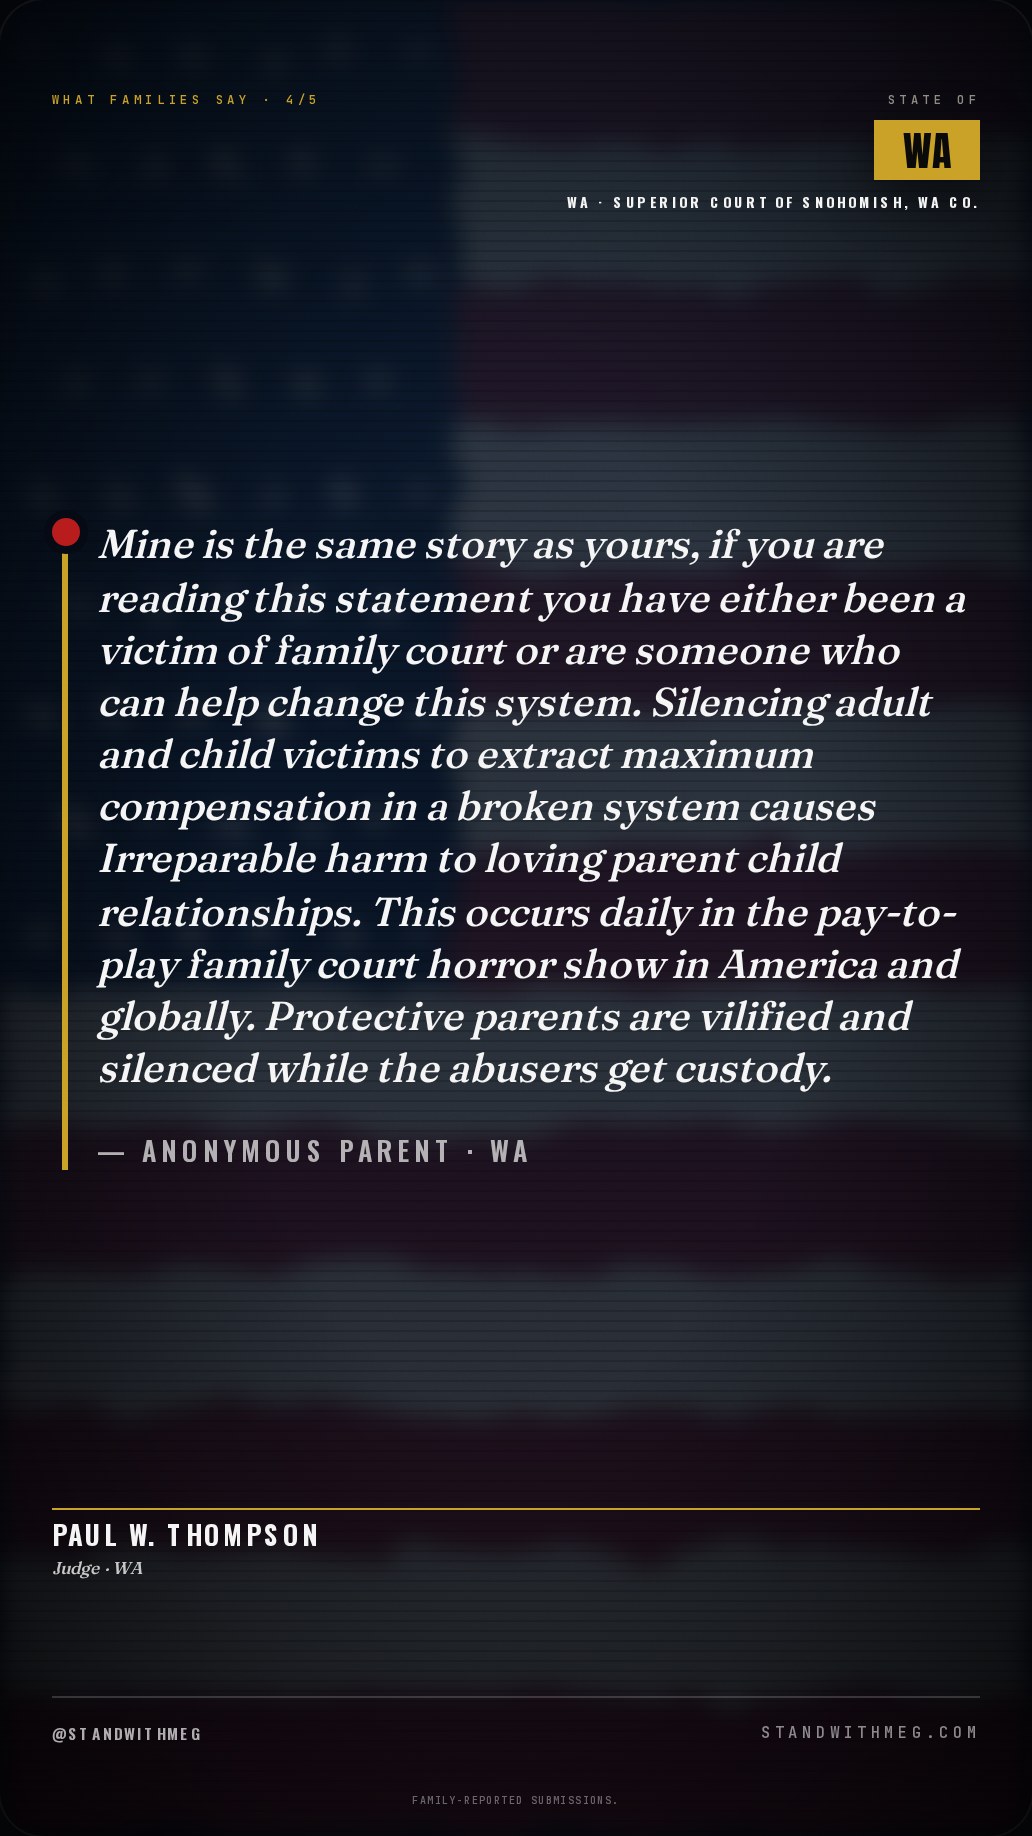 WHAT FAMILIES SAY · 4/5
STATE OF
WA
WA · SUPERIOR COURT OF SNOHOMISH, WA CO.
Mine is the same story as yours, if you are
reading this statement you have either been a
victim of family court or are someone who
can help change this system. Silencing adult
and child victims to extract maximum
compensation in a broken system causes
Irreparable harm to loving parent child
relationships. This occurs daily in the pay-to-
play family court horror show in America and
globally. Protective parents are vilified and
silenced while the abusers get custody.
— ANONYMOUS PARENT · WA
PAUL W. THOMPSON
Judge · WA
@STANDWITHMEG
STANDWITHMEG.COM
FAMILY-REPORTED SUBMISSIONS.